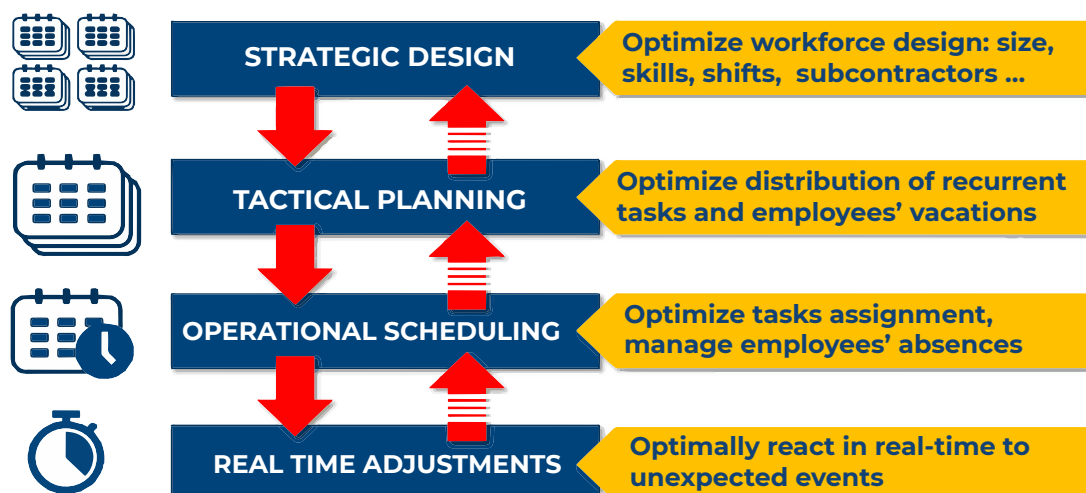 STRATEGIC DESIGN
Optimize workforce design: size,
skills, shifts, subcontractors ...
TACTICAL PLANNING
Optimize distribution of recurrent
tasks and employees’ vacations
OPERATIONAL SCHEDULING
Optimize tasks assignment,
manage employees’ absences
REAL TIME ADJUSTMENTS
Optimally react in real-time to
unexpected events